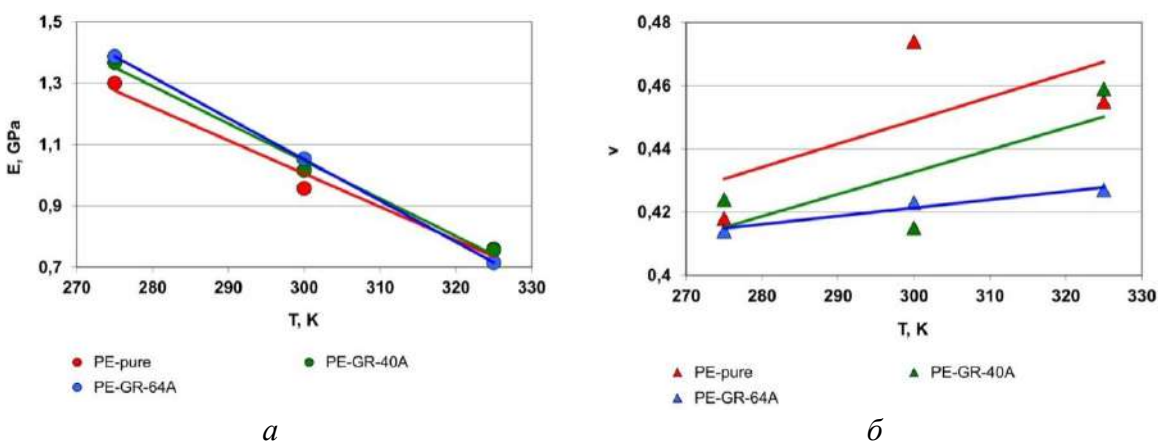 1,5
1,3
1,1
0,9
0,7
E, GPa
270 280 290 300 310 320 330
T, K
PE-pure PE-GR-40A
PE-GR-64A
а
0,48
0,46
0,44
0,42
0,4
ν
270 280 290 300 310 320 330
T, K
PE-pure PE-GR-40A
PE-GR-64A
б